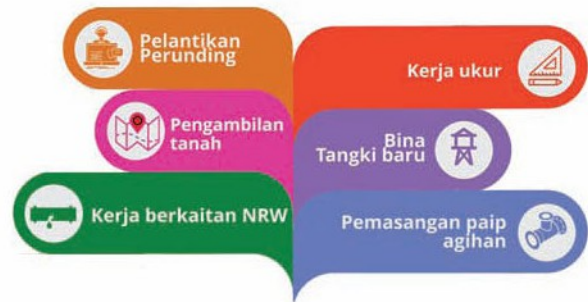 Pelantikan
Perunding
Kerja ukur
Pengambilan
tanah
Bina
Tangki baru
Kerja berkaitan NRW
Pemasangan paip
agihan